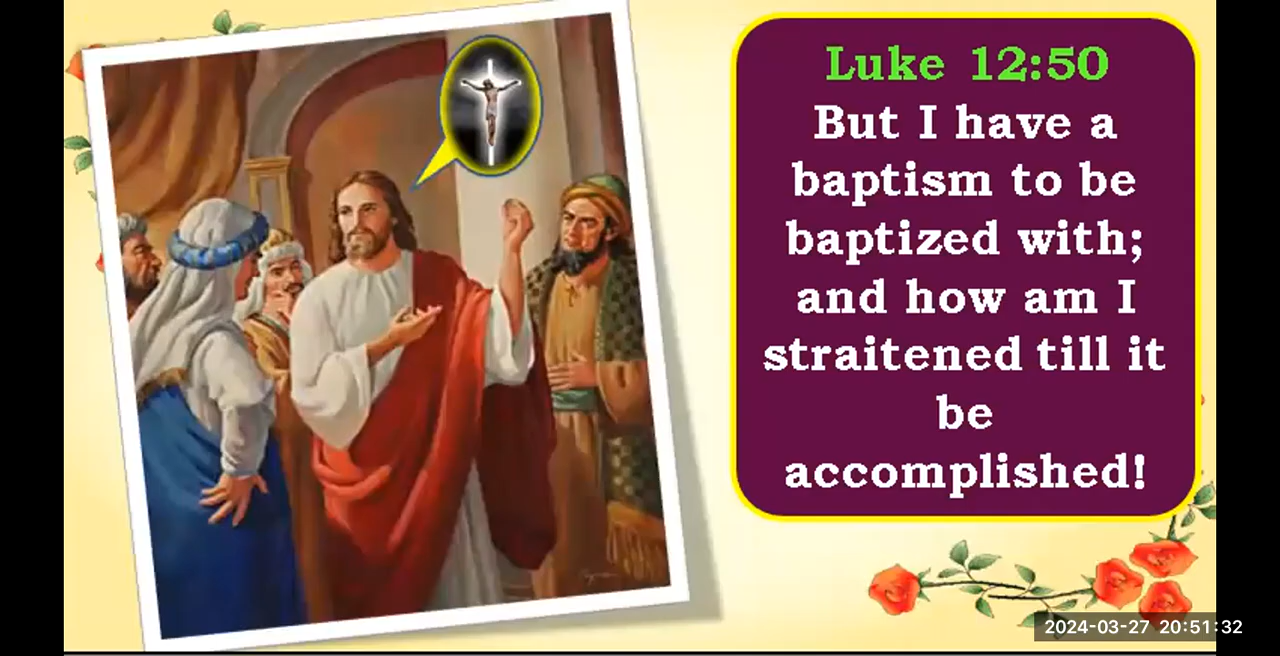 Luke 12:50
But I have a
baptism to be
baptized with;
and how am I
straitened till it
be
accomplished!
2024-03-27 20:51:32